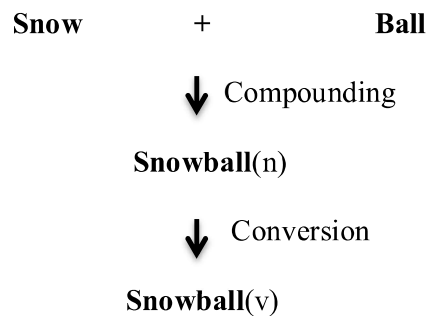 Snow + Ball
Compounding
Snowball(n)
Conversion
Snowball(v)